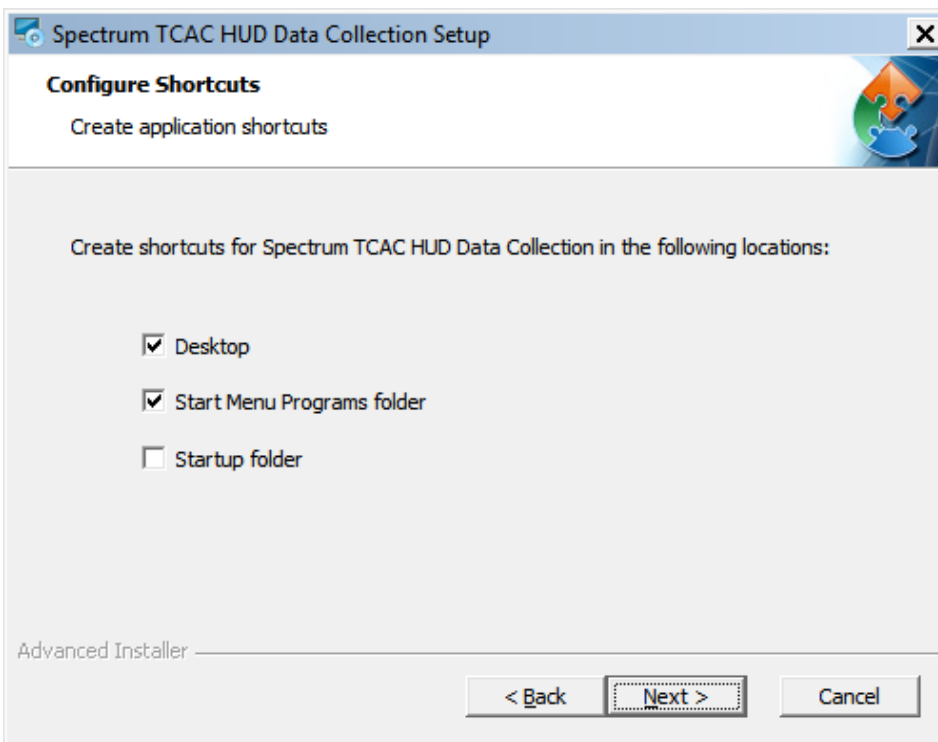 Spectrum TCAC HUD Data Collection Setup
Configure Shortcuts
Create application shortcuts
Create shortcuts for Spectrum TCAC HUD Data Collection in the following locations:
Desktop
Start Menu Programs folder
Startup folder
Advanced Installer
< Back
Next >
Cancel